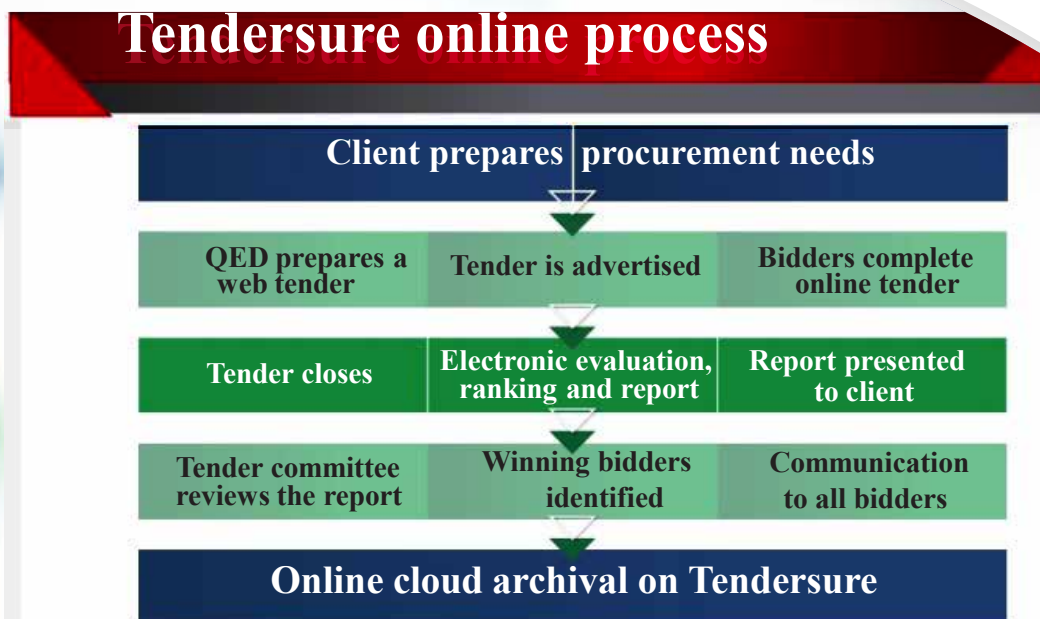 Tendersure online process
Client prepares procurement needs
QED prepares a
web tender
Tender is advertised
Bidders complete
online tender
Tender closes
Electronic evaluation,
ranking and report
Report presented
to client
Tender committee
reviews the report
Winning bidders
identified
Communication
to all bidders
Online cloud archival on Tendersure